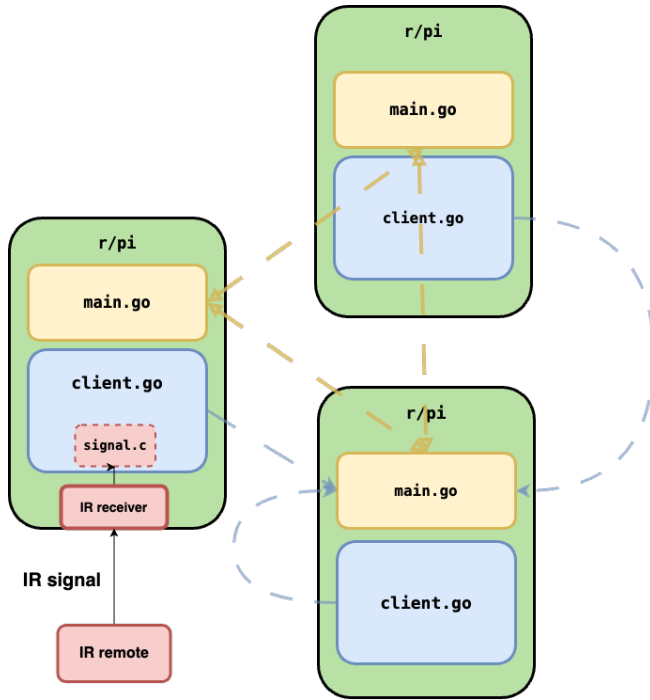 r/pi
main.go
client.go
r/pi
main.go
client.go
signal.c
IR receiver
IR signal
IR remote
r/pi
main.go
client.go